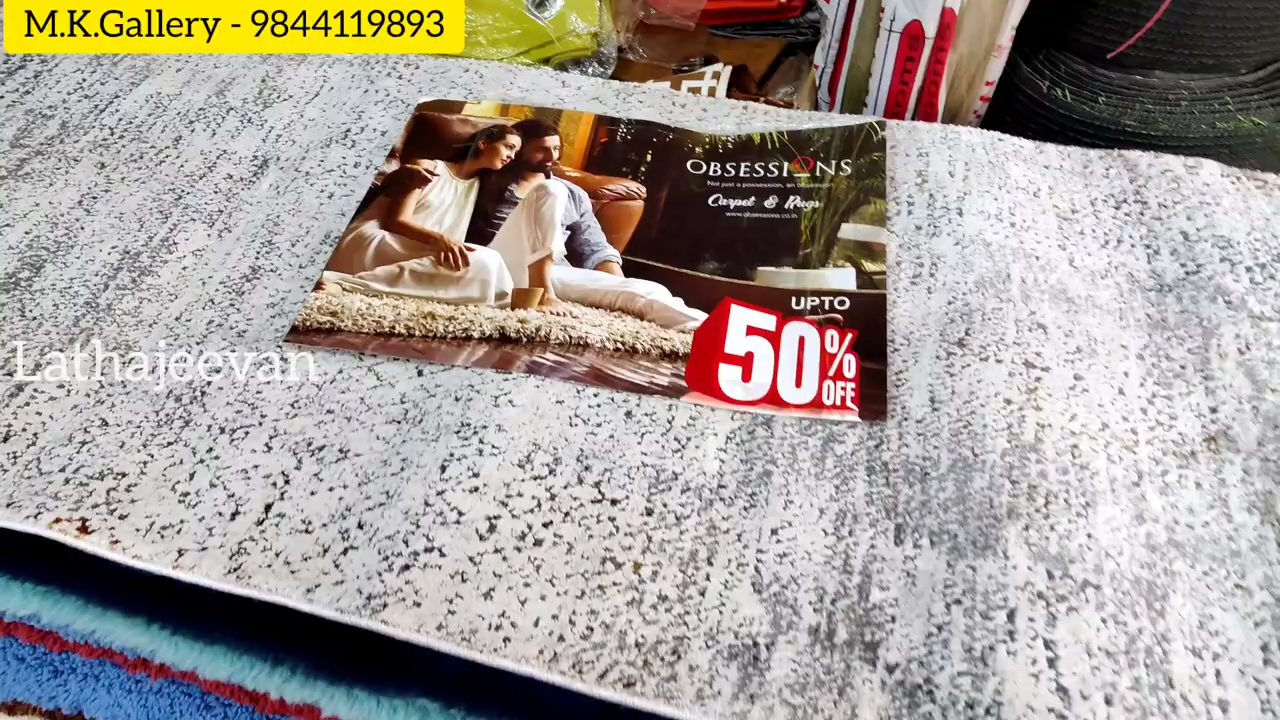 M.K.Gallery - 9844119893
OBSESSIONS
Not just a possession, an obsession
Carpet & Rugs
www.obsessions.co.in
UPTO
50%
OFF
Lathajeevan